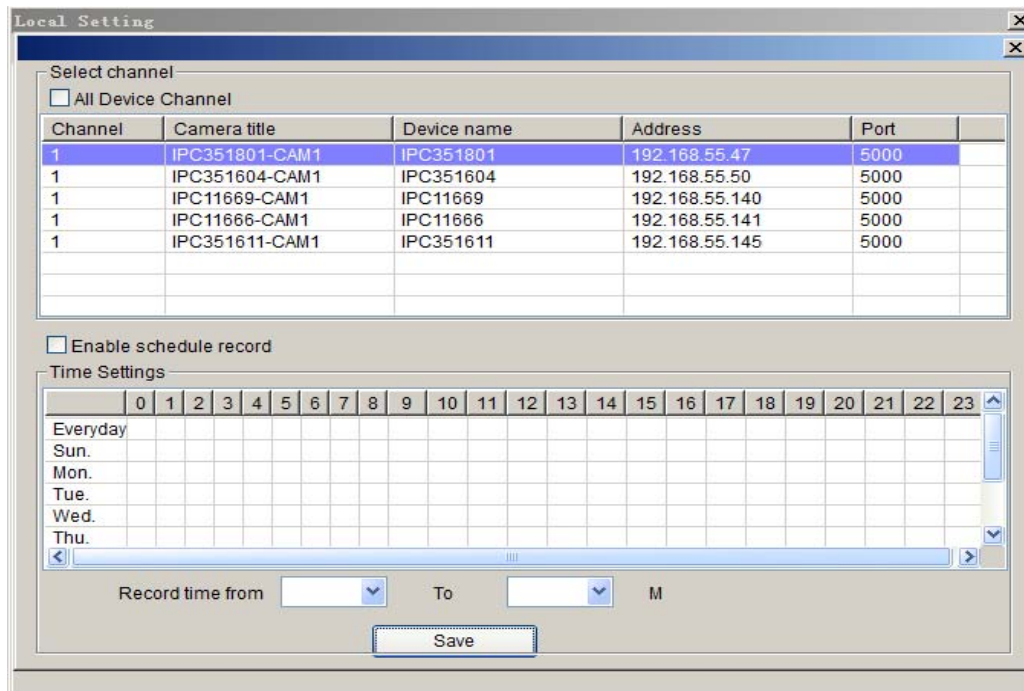 Local Setting
Select channel
All Device Channel
Channel Camera title Device name Address Port
1 IPC351801-CAM1 IPC351801 192.168.55.47 5000
1 IPC351604-CAM1 IPC351604 192.168.55.50 5000
1 IPC11669-CAM1 IPC11669 192.168.55.140 5000
1 IPC11666-CAM1 IPC11666 192.168.55.141 5000
1 IPC351611-CAM1 IPC351611 192.168.55.145 5000
Enable schedule record
Time Settings
0 1 2 3 4 5 6 7 8 9 10 11 12 13 14 15 16 17 18 19 20 21 22 23
Everyday
Sun.
Mon.
Tue.
Wed.
Thu.
Record time from To M
Save